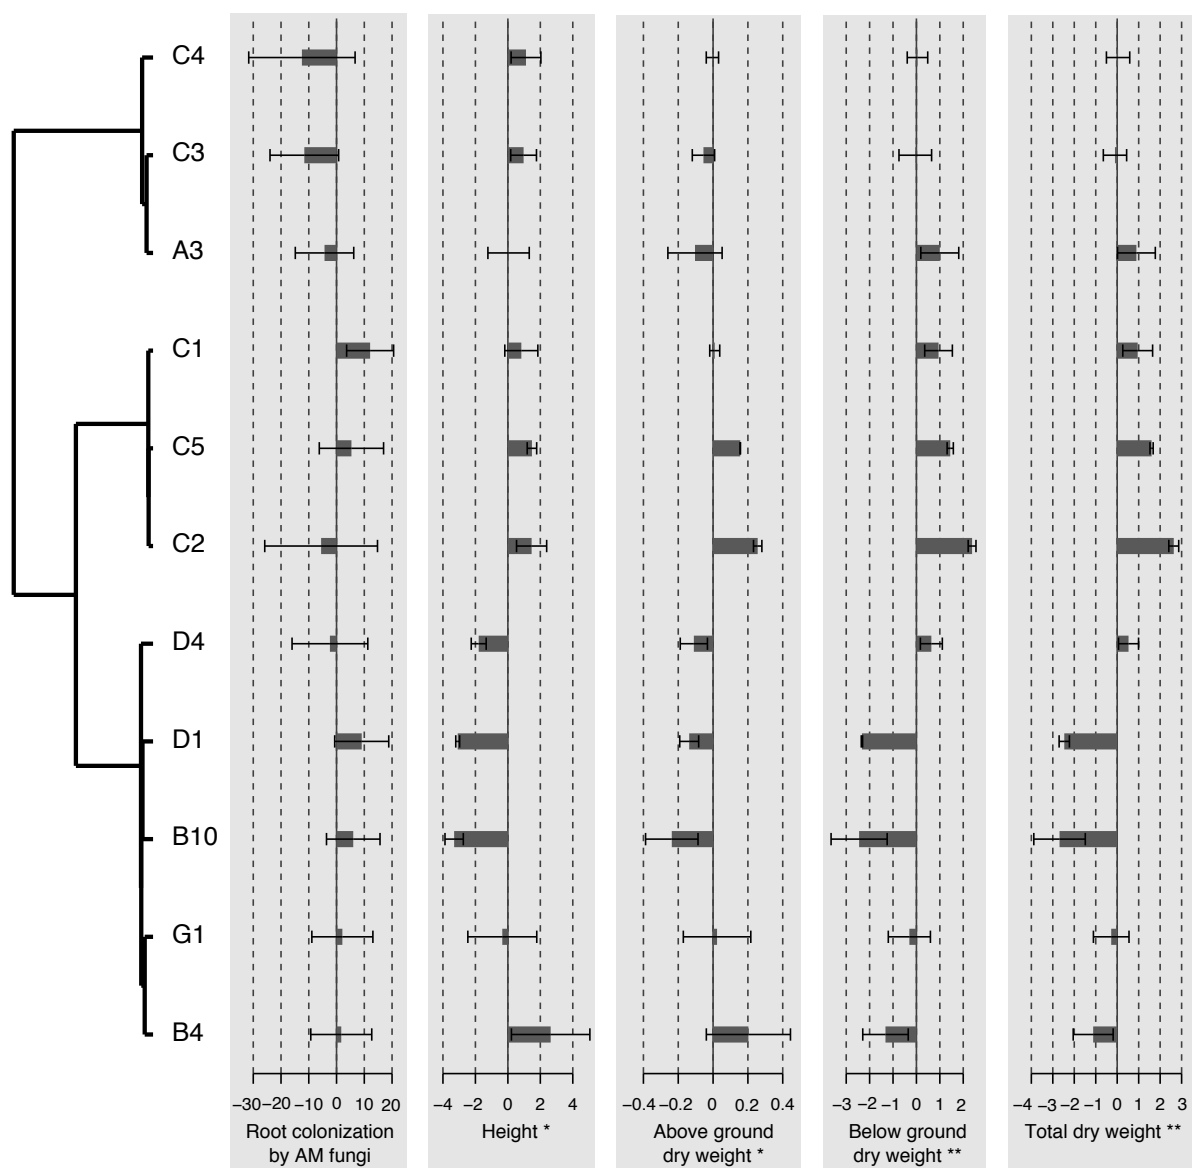 C4
C3
A3
C1
C5
C2
D4
D1
B10
G1
B4
−30 −20 −10 0 10 20
−4 −2 0 2 4
−0.4 −0.2 0 0.2 0.4
−3 −2 −1 0 1 2
−4 −3 −2 −1 0 1 2 3
Root colonization
by AM fungi
Height *
Above ground
dry weight *
Below ground
dry weight **
Total dry weight **